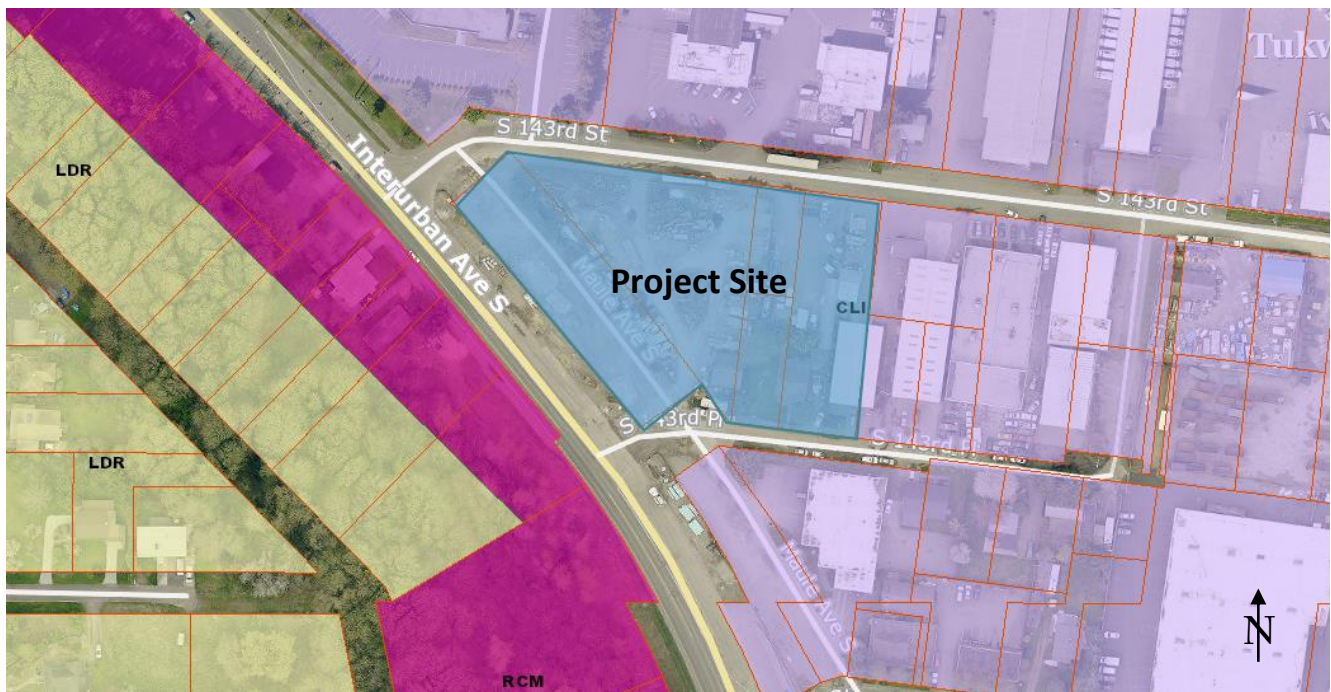 Tukw
S 143rd St
LDR
Interurban Ave S
S 143rd St
Project Site
Maule Ave S
CLI
S 143rd Pl
S 143rd Pl
LDR
Maule Ave S
N
RCM